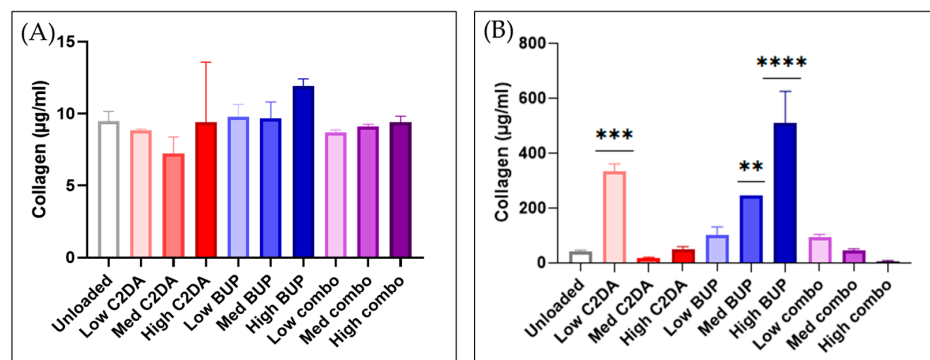 (A)
Collagen (µg/ml)
15
10
5
0
Unloaded
Low C2DA
Med C2DA
High C2DA
Low BUP
Med BUP
High BUP
Low combo
Med combo
High combo
(B)
Collagen (µg/ml)
800
600
400
200
0
***
**
****
Unloaded
Low C2DA
Med C2DA
High C2DA
Low BUP
Med BUP
High BUP
Low combo
Med combo
High combo